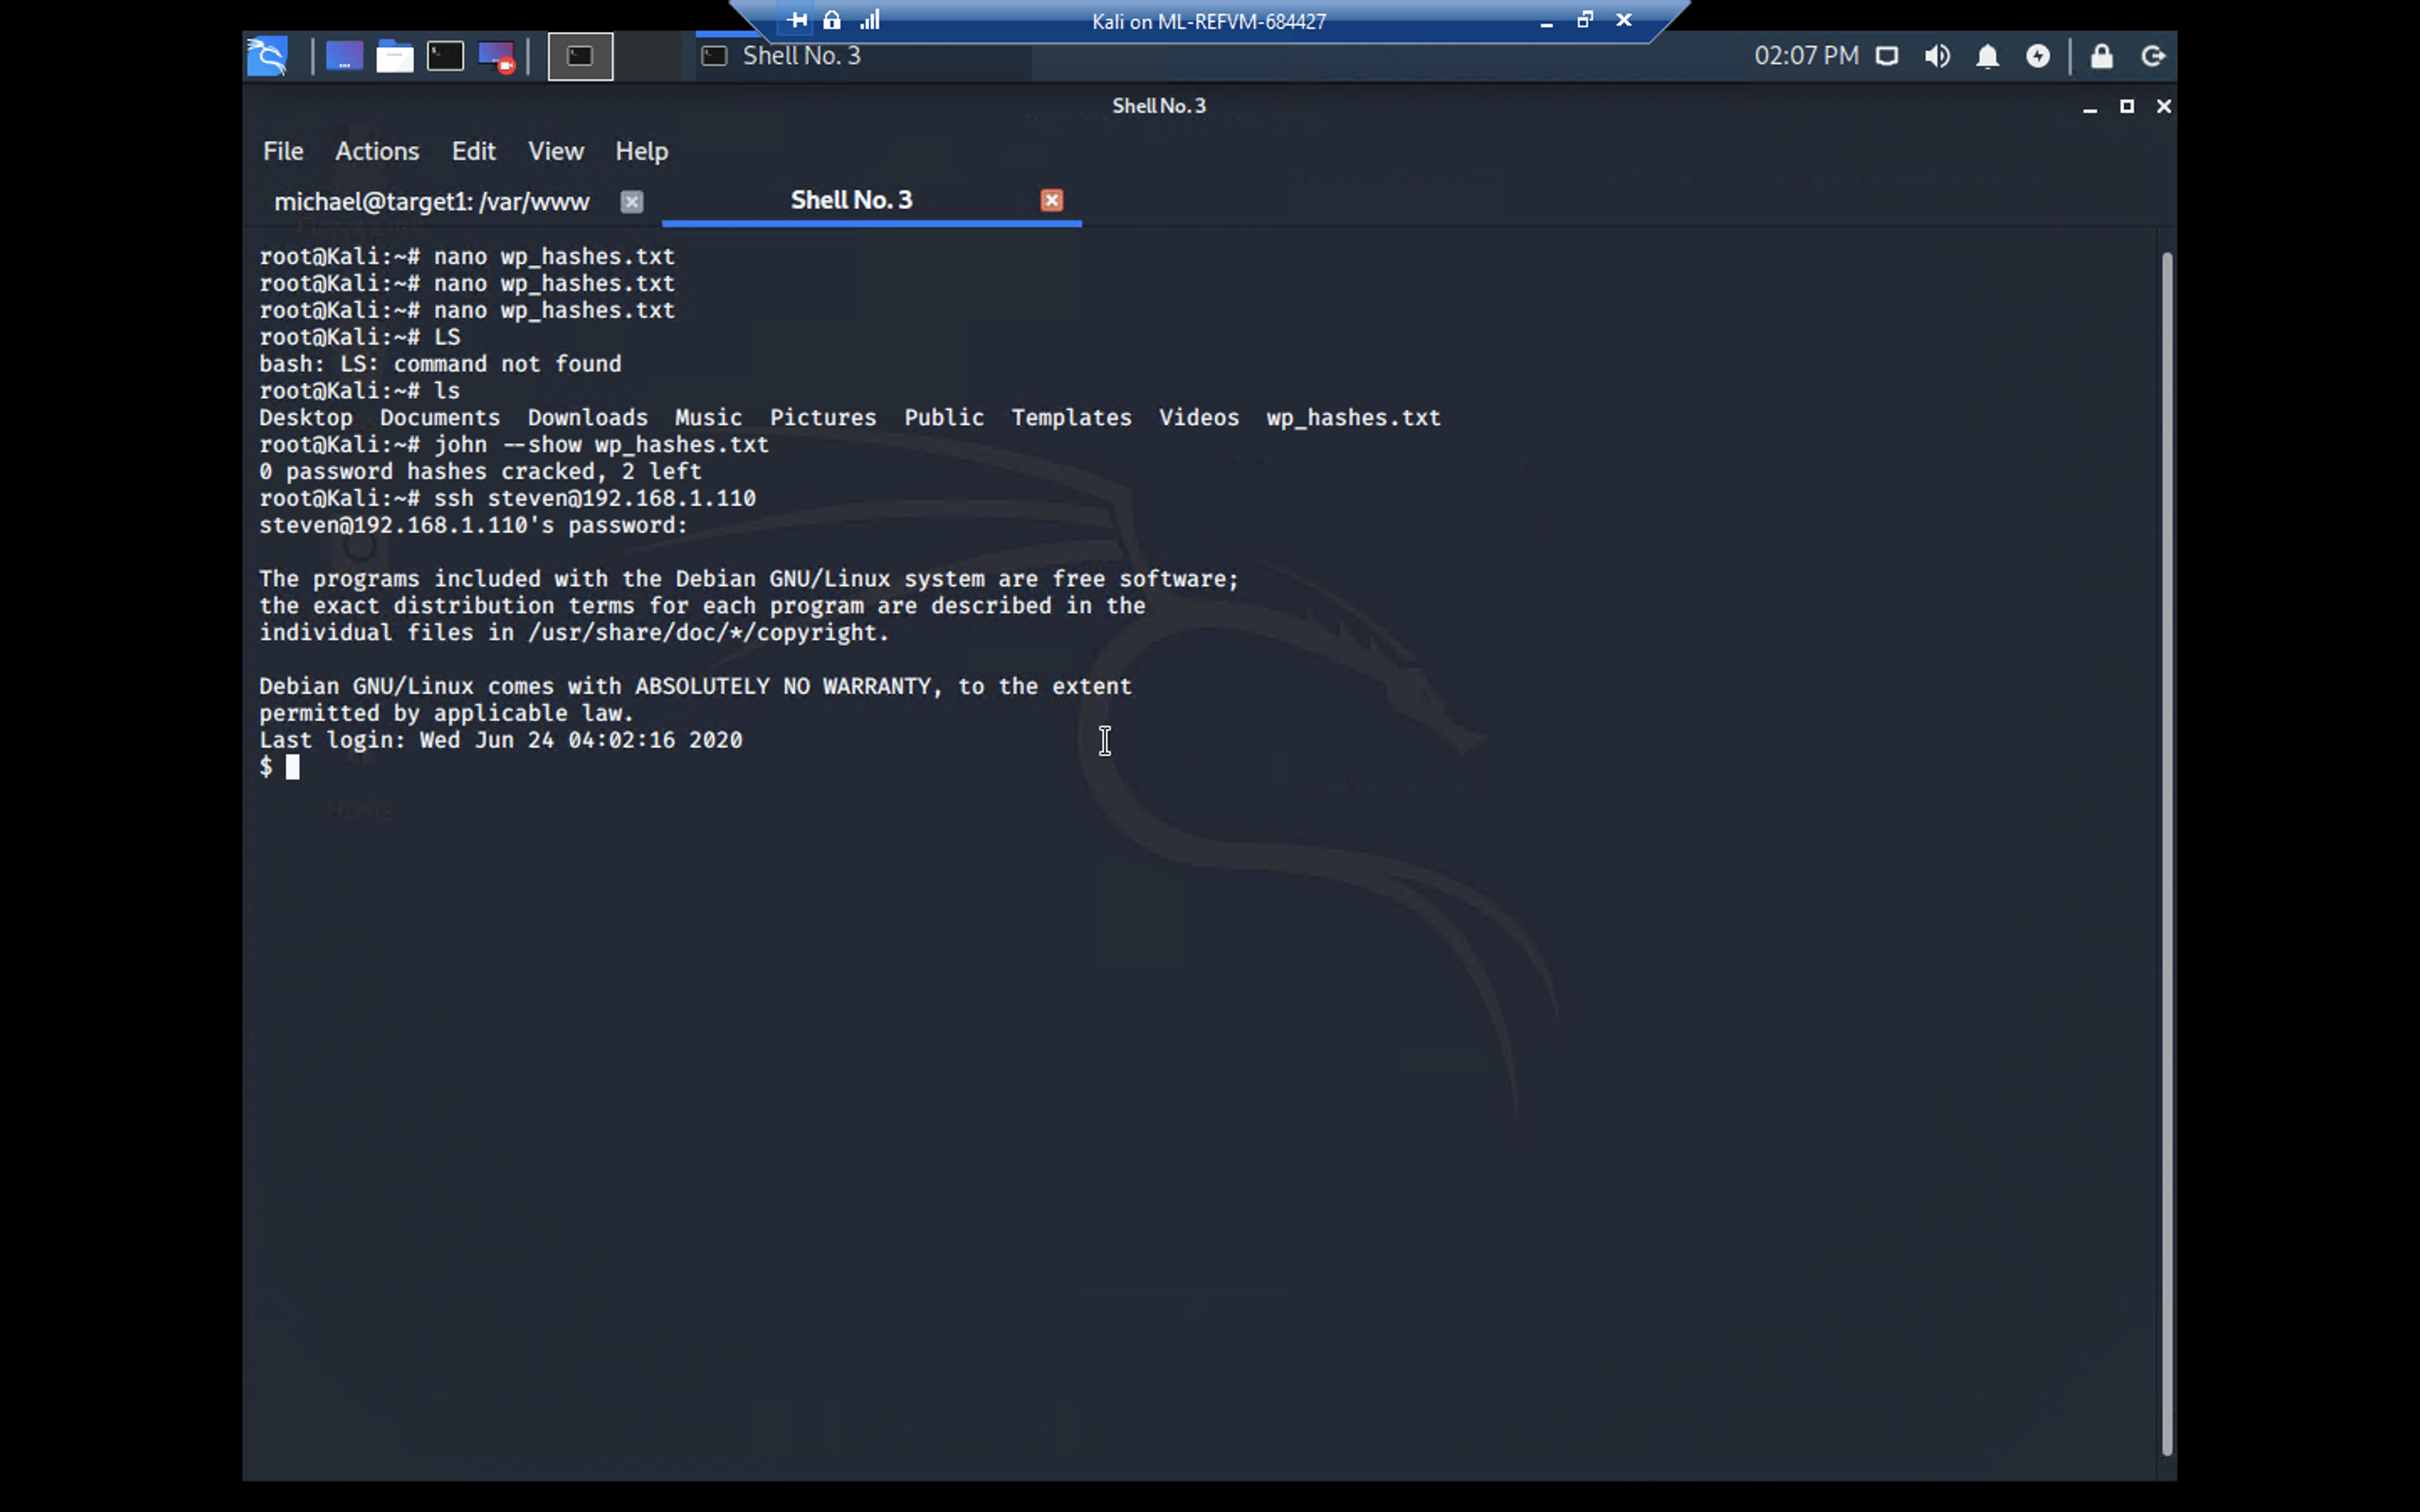 Kali on ML-REFVM-684427
Shell No. 3
02:07 PM
Shell No. 3
File Actions Edit View Help
michael@target1: /var/www
Shell No. 3
root@Kali:~# nano wp_hashes.txt
root@Kali:~# nano wp_hashes.txt
root@Kali:~# nano wp_hashes.txt
root@Kali:~# LS
bash: LS: command not found
root@Kali:~# ls
Desktop Documents Downloads Music Pictures Public Templates Videos wp_hashes.txt
root@Kali:~# john --show wp_hashes.txt
0 password hashes cracked, 2 left
root@Kali:~# ssh steven@192.168.1.110
steven@192.168.1.110's password:
The programs included with the Debian GNU/Linux system are free software;
the exact distribution terms for each program are described in the
individual files in /usr/share/doc/*/copyright.
Debian GNU/Linux comes with ABSOLUTELY NO WARRANTY, to the extent
permitted by applicable law.
Last login: Wed Jun 24 04:02:16 2020
$
Home